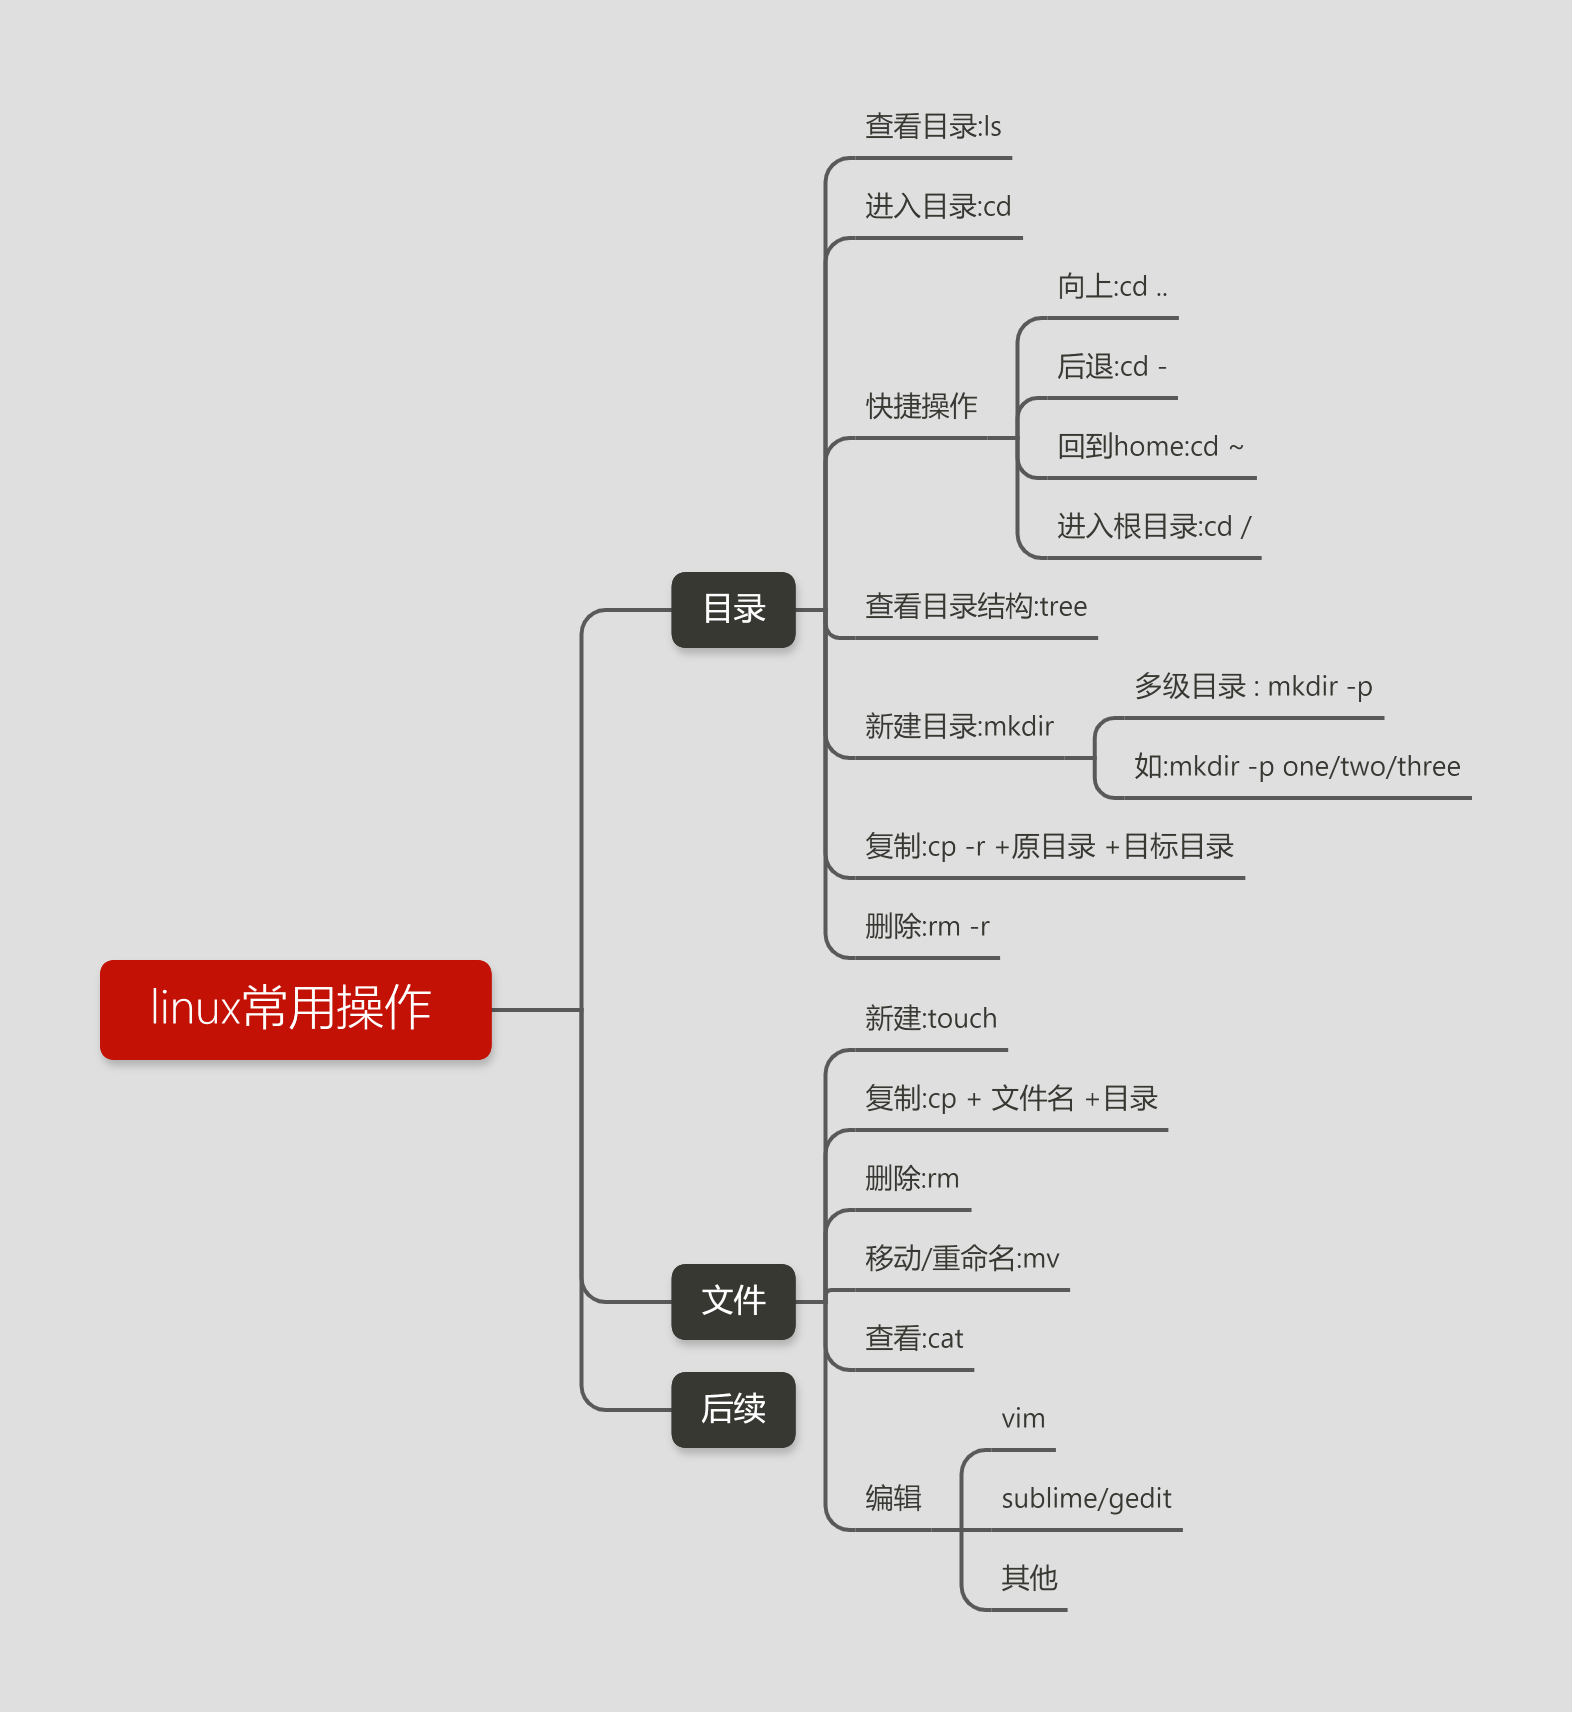 linux常用操作
目录
查看目录:ls
进入目录:cd
快捷操作
向上:cd ..
后退:cd -
回到home:cd ~
进入根目录:cd /
查看目录结构:tree
新建目录:mkdir
多级目录 : mkdir -p
如:mkdir -p one/two/three
复制:cp -r +原目录 +目标目录
删除:rm -r
文件
新建:touch
复制:cp + 文件名 +目录
删除:rm
移动/重命名:mv
查看:cat
编辑
vim
sublime/gedit
其他
后续